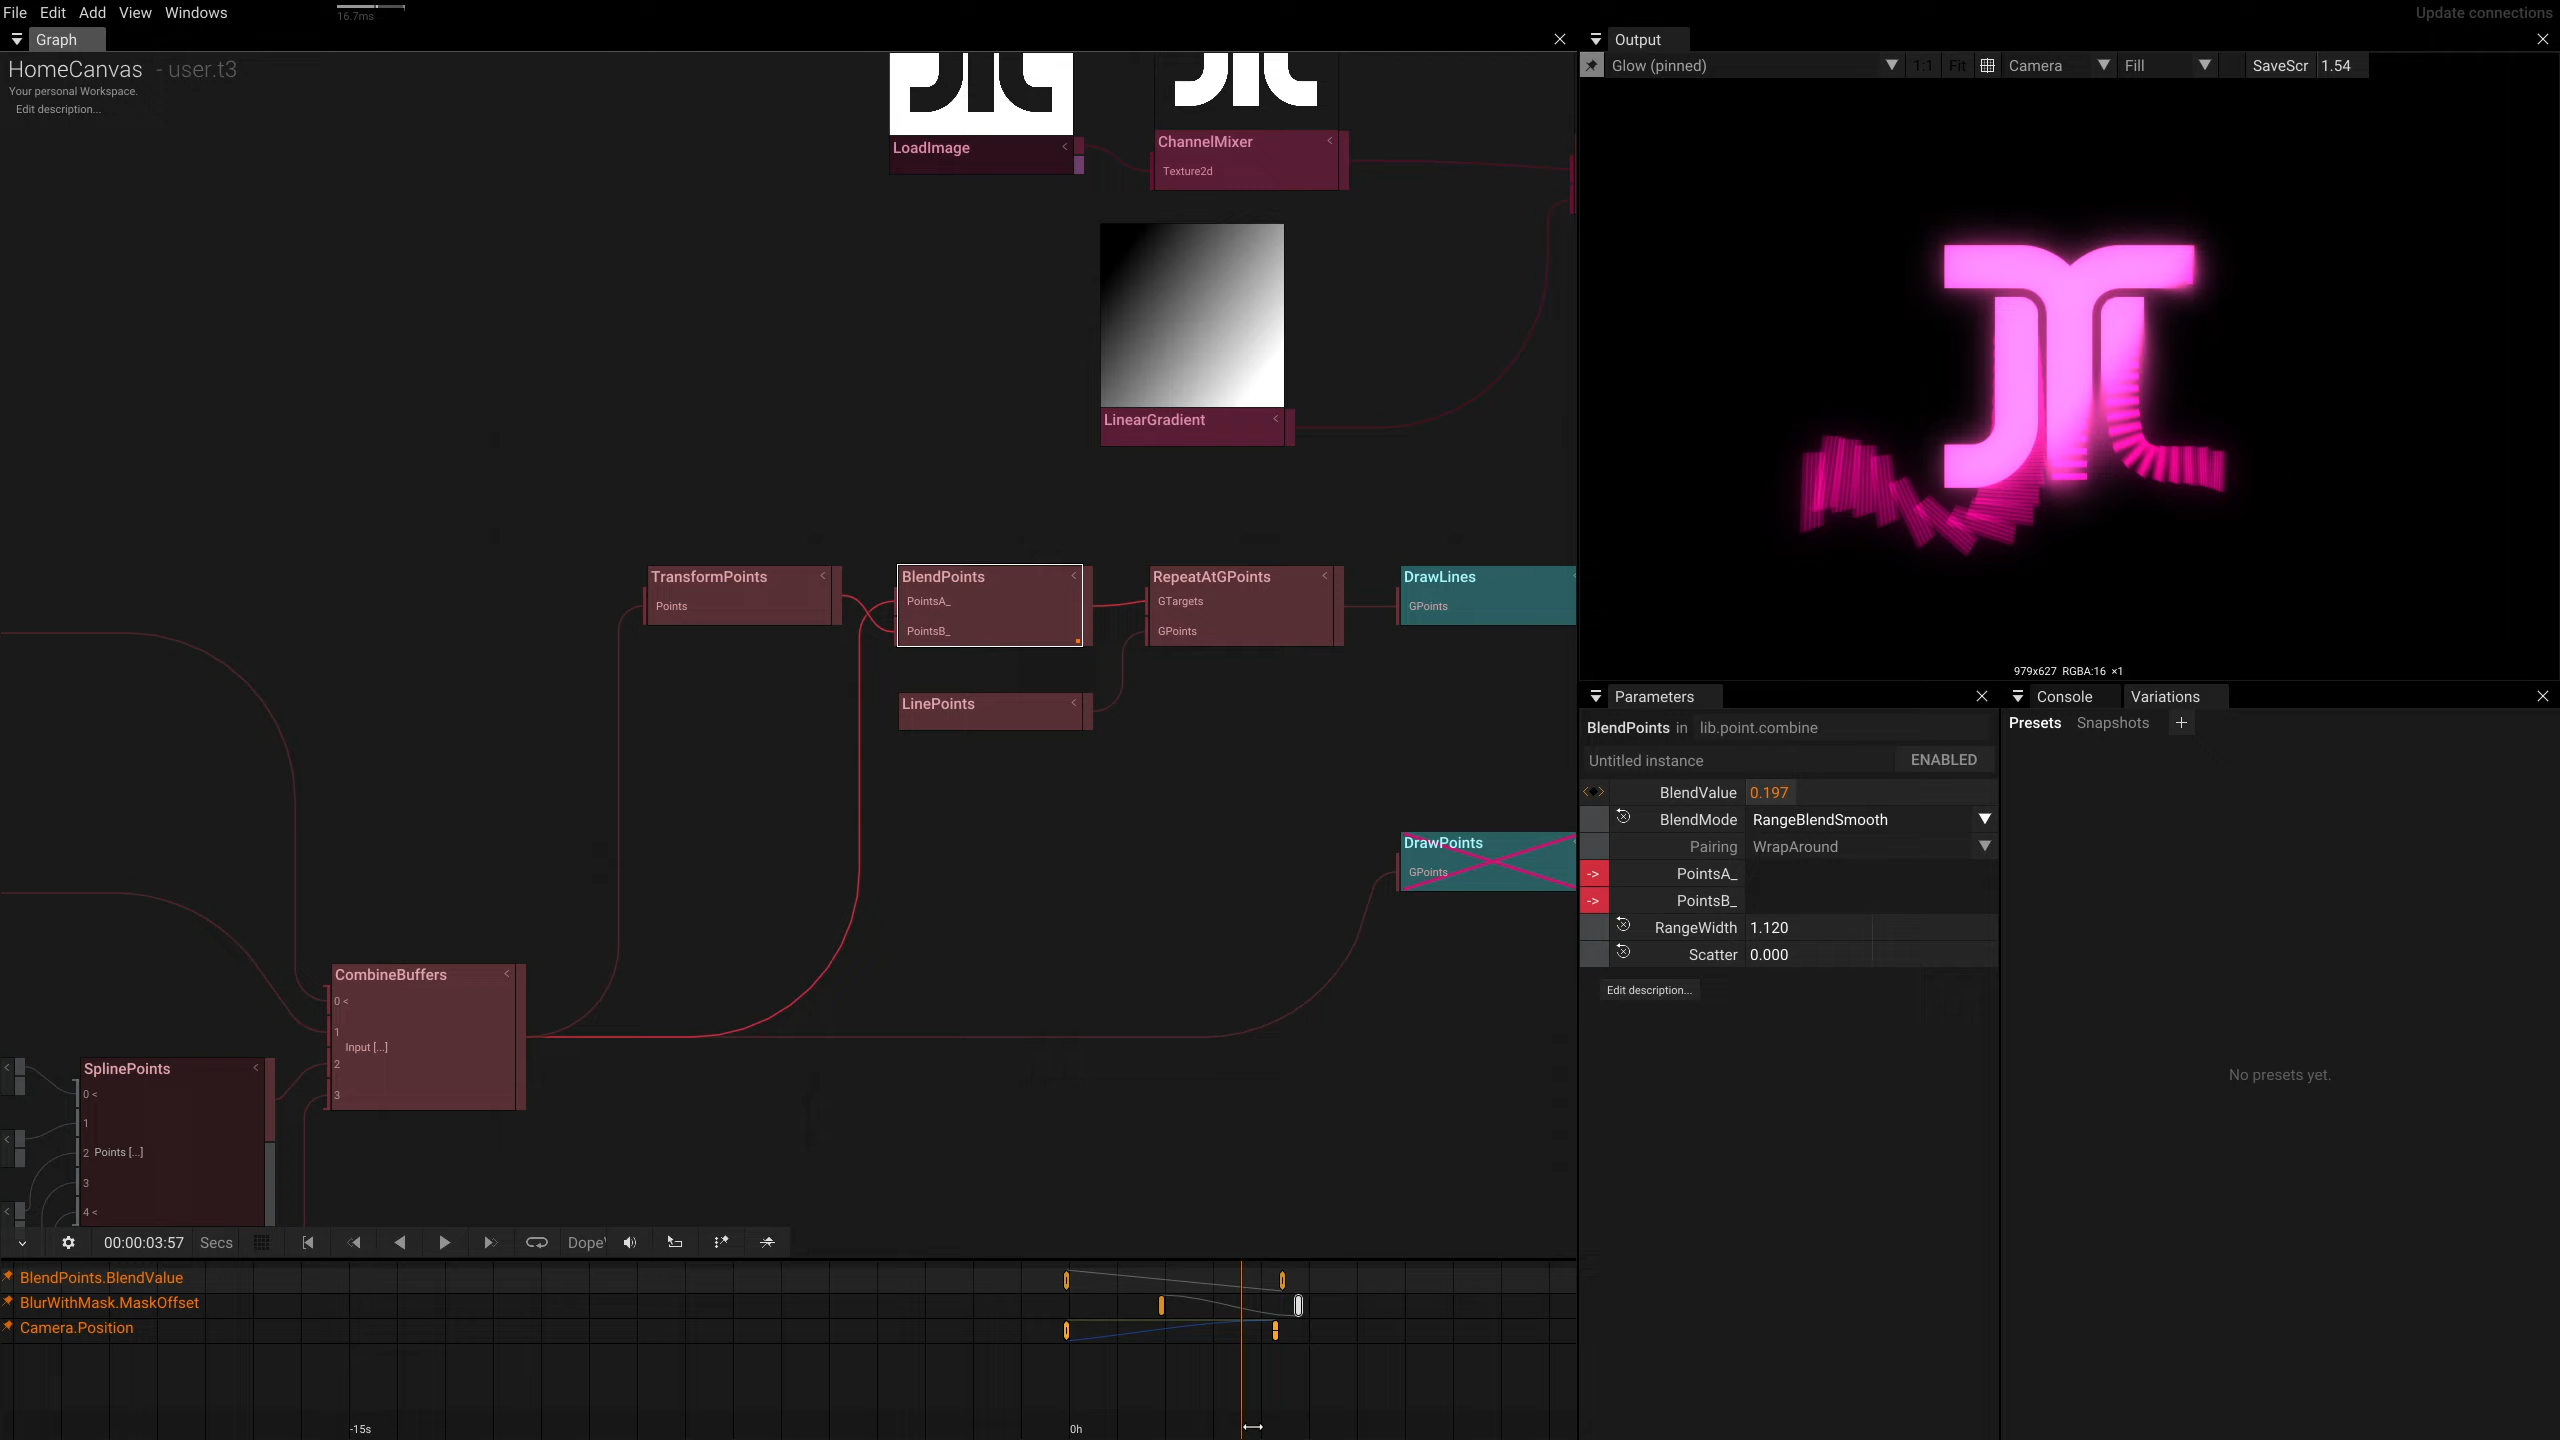 File Edit Add View Windows
16.7ms
Update connections
Graph
HomeCanvas - user.t3
Your personal Workspace.
Edit description...
LoadImage
ChannelMixer
Texture2d
LinearGradient
TransformPoints
Points
BlendPoints
PointsA_
PointsB_
RepeatAtGPoints
GTargets
GPoints
DrawLines
GPoints
LinePoints
DrawPoints
GPoints
CombineBuffers
0 <
1
Input [...]
2
3
SplinePoints
0 <
1
2 Points [...]
3
4 <
00:00:03:57 Secs
BlendPoints.BlendValue
BlurWithMask.MaskOffset
Camera.Position
-15s
0h
Output
Glow (pinned) 1:1 Fit Camera Fill SaveScr 1.54
979x627 RGBA:16 ×1
Parameters
BlendPoints in lib.point.combine
Untitled instance ENABLED
BlendValue 0.197
BlendMode RangeBlendSmooth
Pairing WrapAround
-> PointsA_
-> PointsB_
RangeWidth 1.120
Scatter 0.000
Edit description...
Console Variations
Presets Snapshots +
No presets yet.